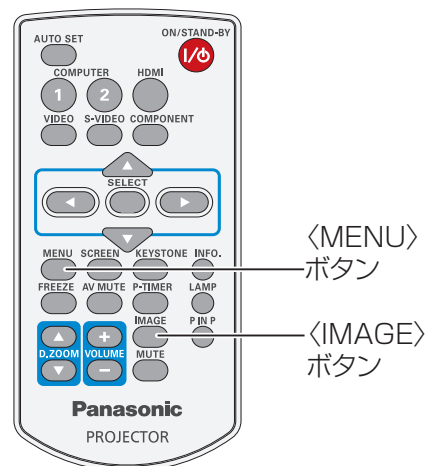 AUTO SET ON/STAND-BY
COMPUTER HDMI
1 2
VIDEO S-VIDEO COMPONENT
SELECT
MENU SCREEN KEYSTONE INFO.
FREEZE AV MUTE P-TIMER LAMP
IMAGE P IN P
D.ZOOM VOLUME MUTE
Panasonic
PROJECTOR
〈MENU〉
ボタン
〈IMAGE〉
ボタン